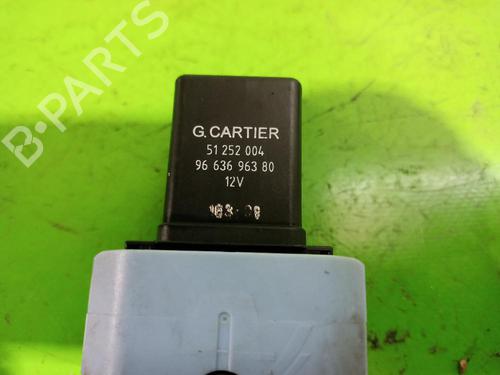 B-PARTS
G.CARTIER
51 252 004
96 636 963 80
12V